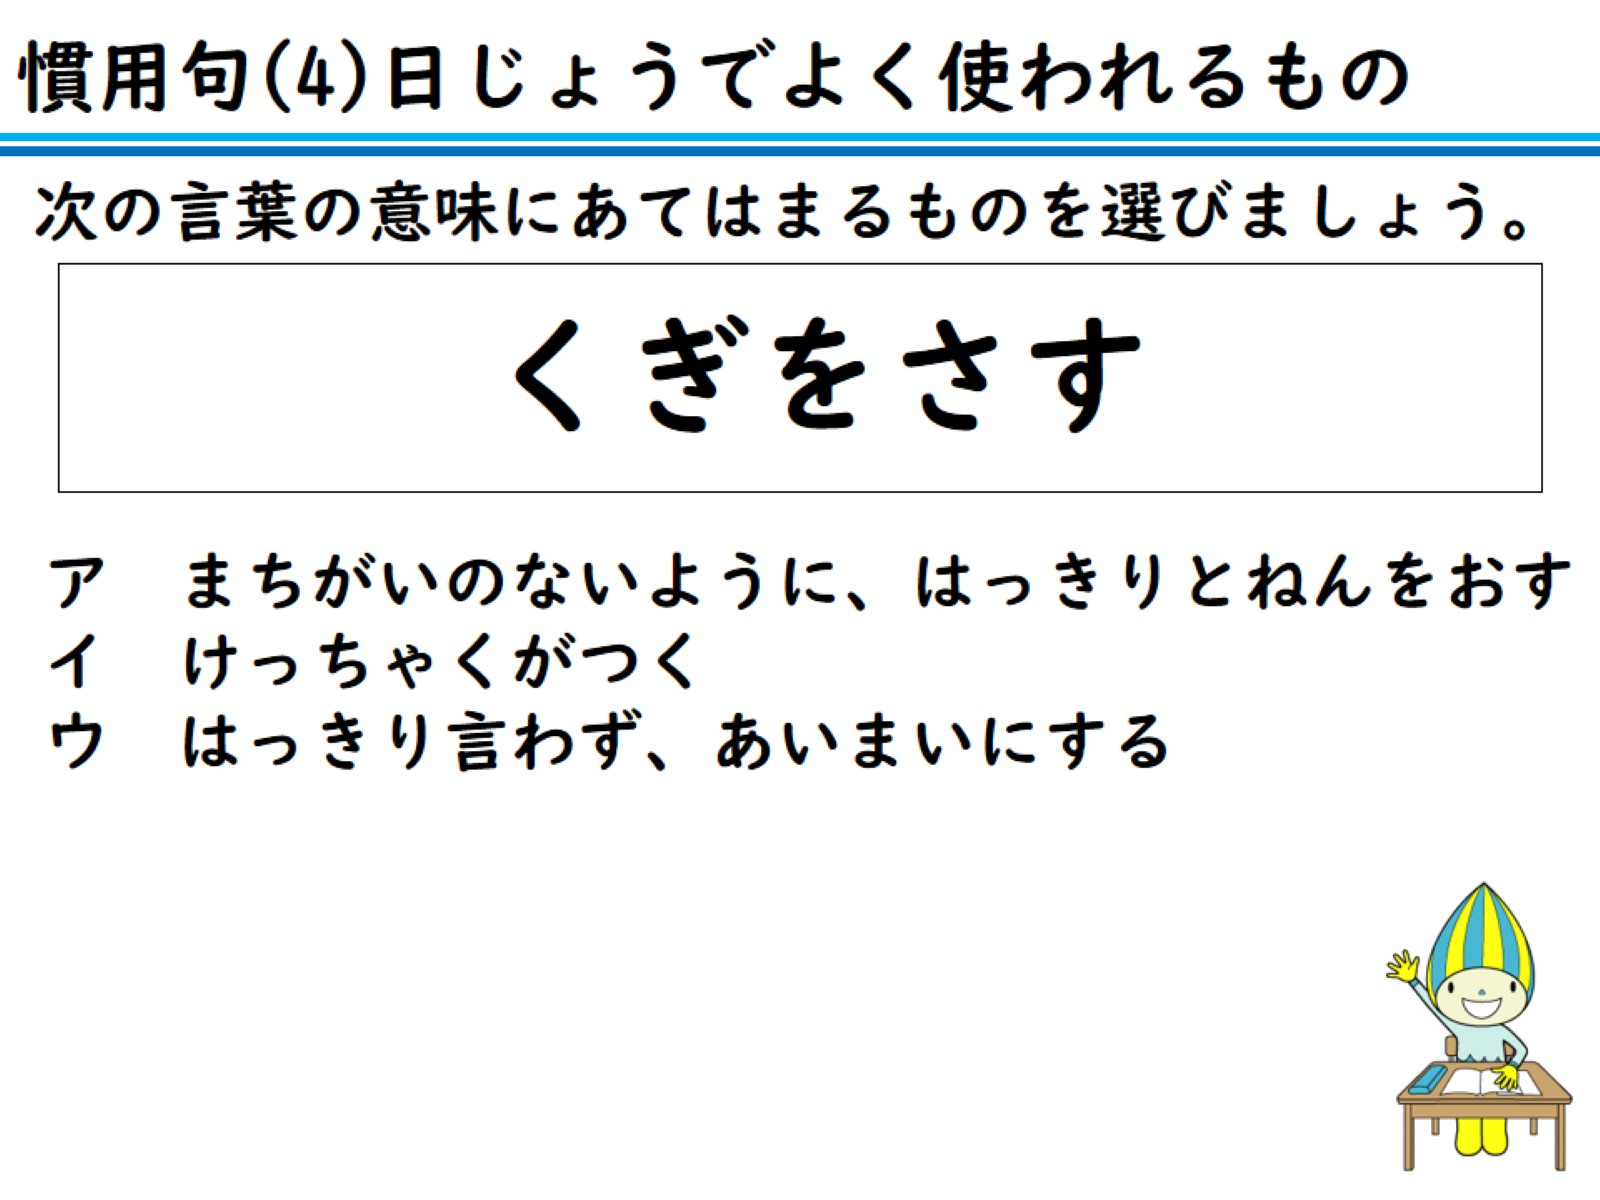 慣用句(4)日じょうでよく使われるもの
次の言葉の意味にあてはまるものを選びましょう。
くぎをさす
ア　まちがいのないように、はっきりとねんをおす
イ　けっちゃくがつく
ウ　はっきり言わず、あいまいにする